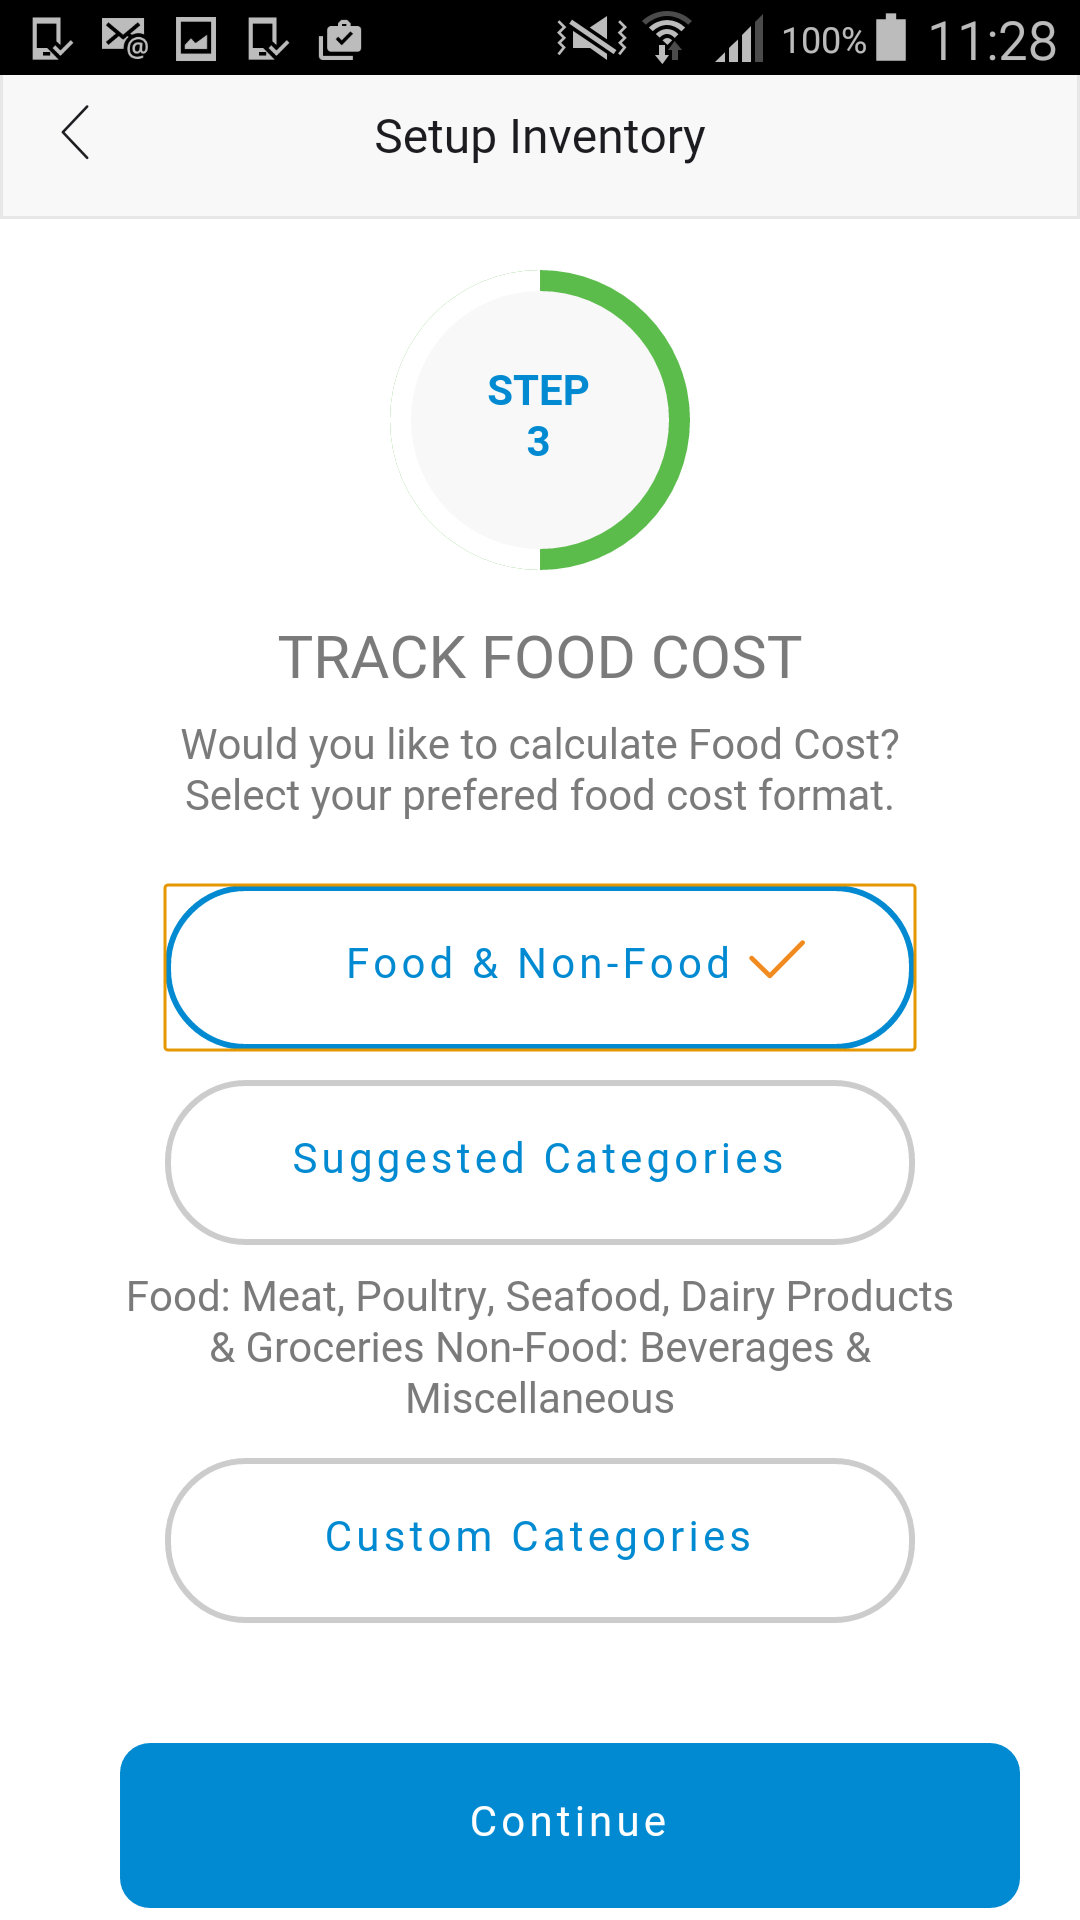 100% 11:28
Setup Inventory
STEP
3
TRACK FOOD COST
Would you like to calculate Food Cost?
Select your prefered food cost format.
Food & Non-Food
Suggested Categories
Food: Meat, Poultry, Seafood, Dairy Products
& Groceries Non-Food: Beverages &
Miscellaneous
Custom Categories
Continue